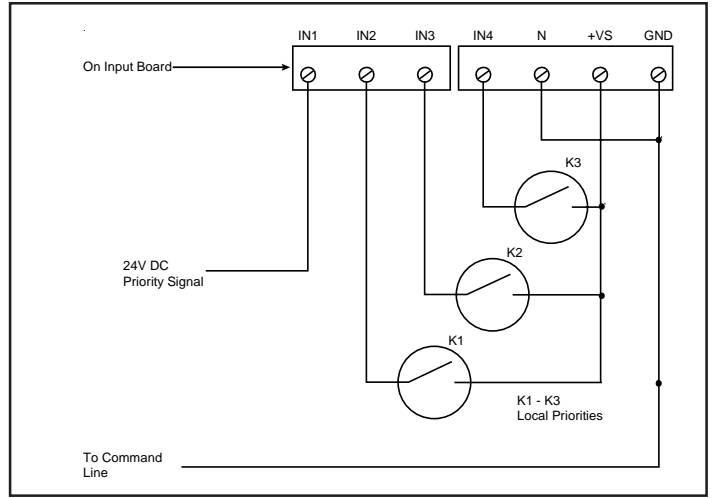 IN1 IN2 IN3 IN4 N +VS GND
On Input Board
K3
24V DC
Priority Signal
K2
K1
K1 - K3
Local Priorities
To Command
Line